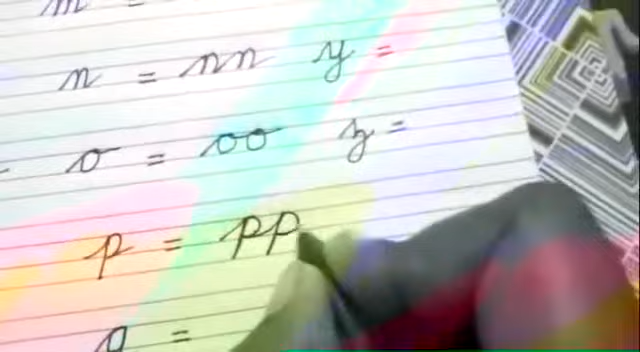 m =
n = nn y =
o = oo z =
p = pp
q =